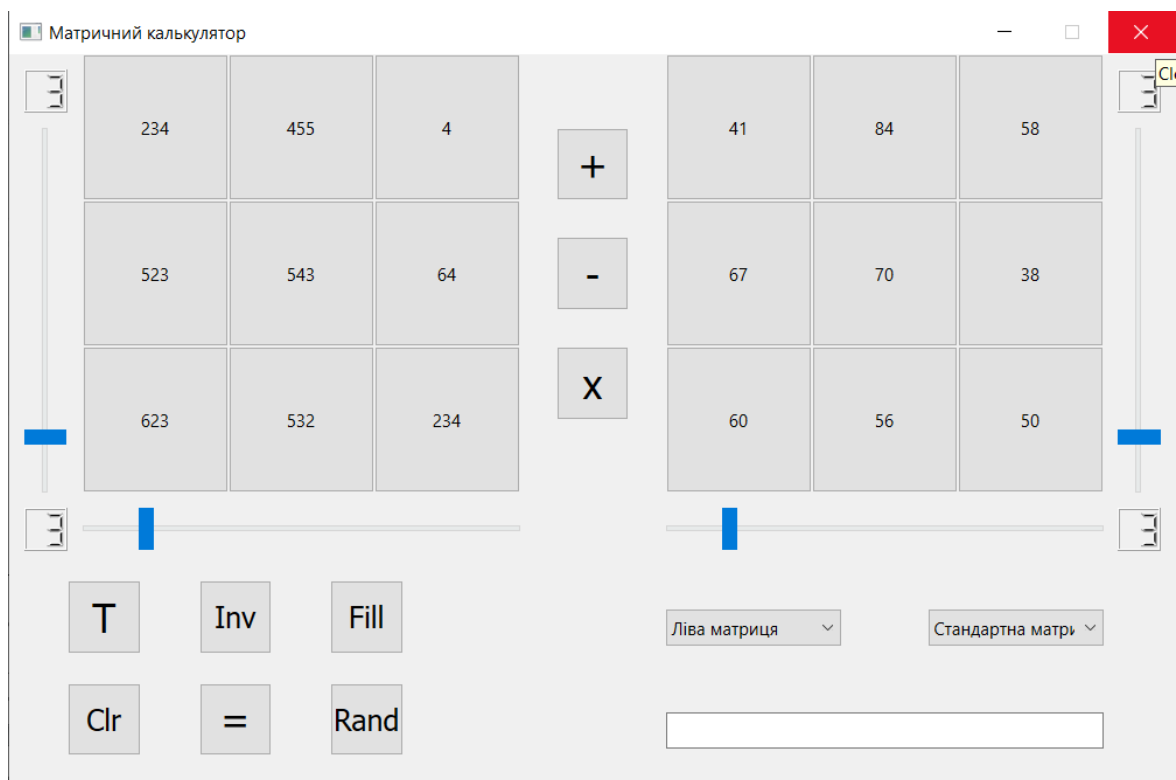 Матричний калькулятор
3 234 455 4 41 84 58 3
Cl
+
523 543 64 - 67 70 38
x
623 532 234 60 56 50
3 3
T Inv Fill
Ліва матриця Стандартна матри
Clr = Rand